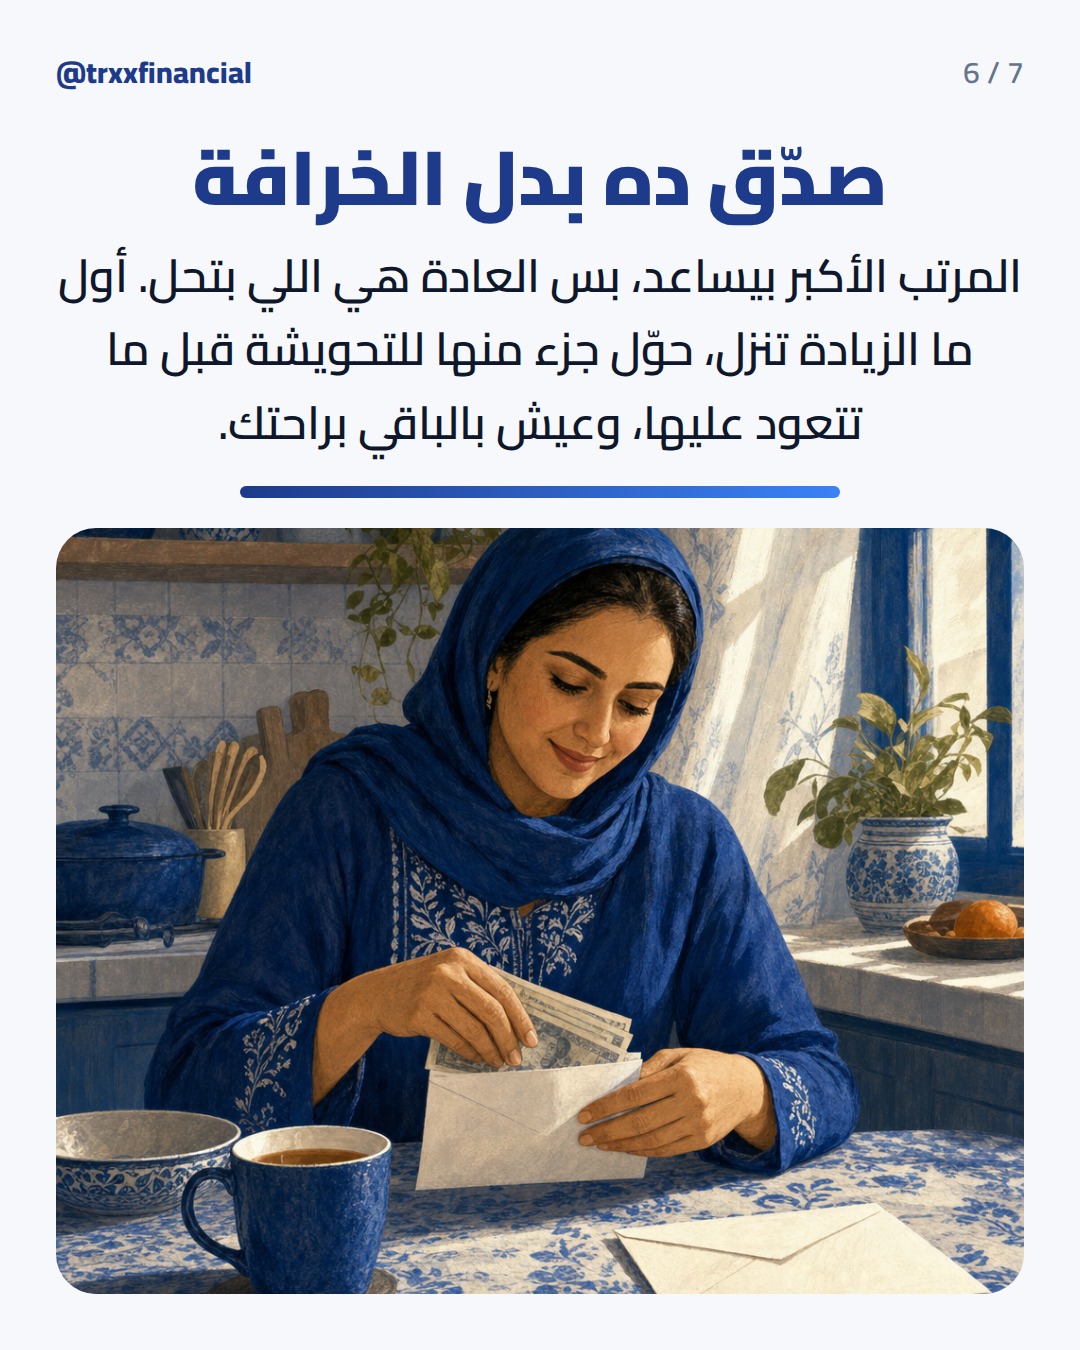 @trxxfinancial
6 / 7
صدّق ده بدل الخرافة
المرتب الأكبر بيساعد، بس العادة هي اللي بتحل. أول
ما الزيادة تنزل، حوّل جزء منها للتحويشة قبل ما
تتعود عليها، وعيش بالباقي براحتك.